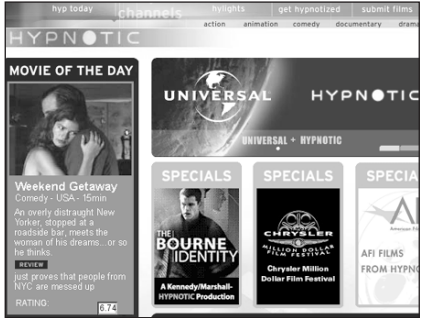 hyp today
channels
hylights
get hypnotized
submit films
action
animation
comedy
documentary
drama
HYPNOTIC
MOVIE OF THE DAY
Weekend Getaway
Comedy - USA - 15min
An overly distraught New
Yorker, stopped at a
roadside bar, meets the
woman of his dreams...or so
he thinks.
REVIEW
just proves that people from
NYC are messed up
RATING:
6.74
UNIVERSAL
HYPNOTIC
UNIVERSAL + HYPNOTIC
SPECIALS
THE
BOURNE
IDENTITY
A Kennedy/Marshall-
HYPNOTIC Production
SPECIALS
CHRYSLER
MILLION DOLLAR
FILM FESTIVAL
Chrysler Million
Dollar Film Festival
SPECIA
AFI
American Fil
AFI FILMS
FROM HYPNO